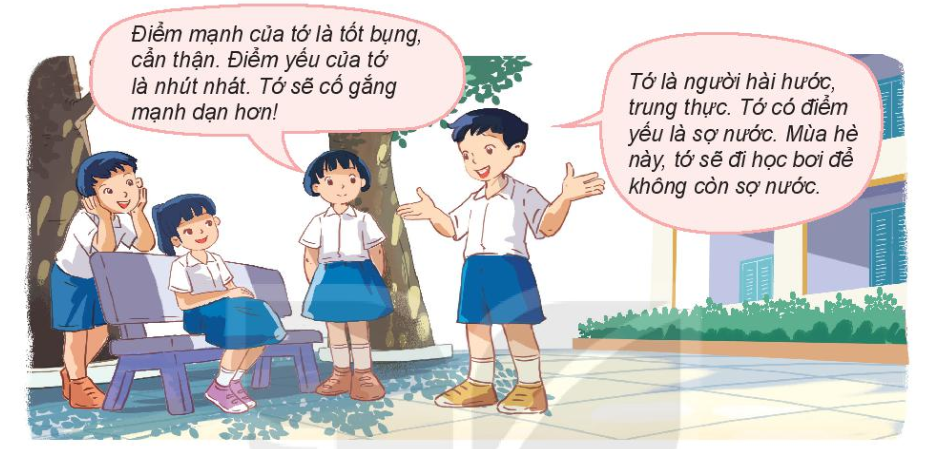 Điểm mạnh của tớ là tốt bụng,
cẩn thận. Điểm yếu của tớ
là nhút nhát. Tớ sẽ cố gắng
mạnh dạn hơn!
Tớ là người hài hước,
trung thực. Tớ có điểm
yếu là sợ nước. Mùa hè
này, tớ sẽ đi học bơi để
không còn sợ nước.